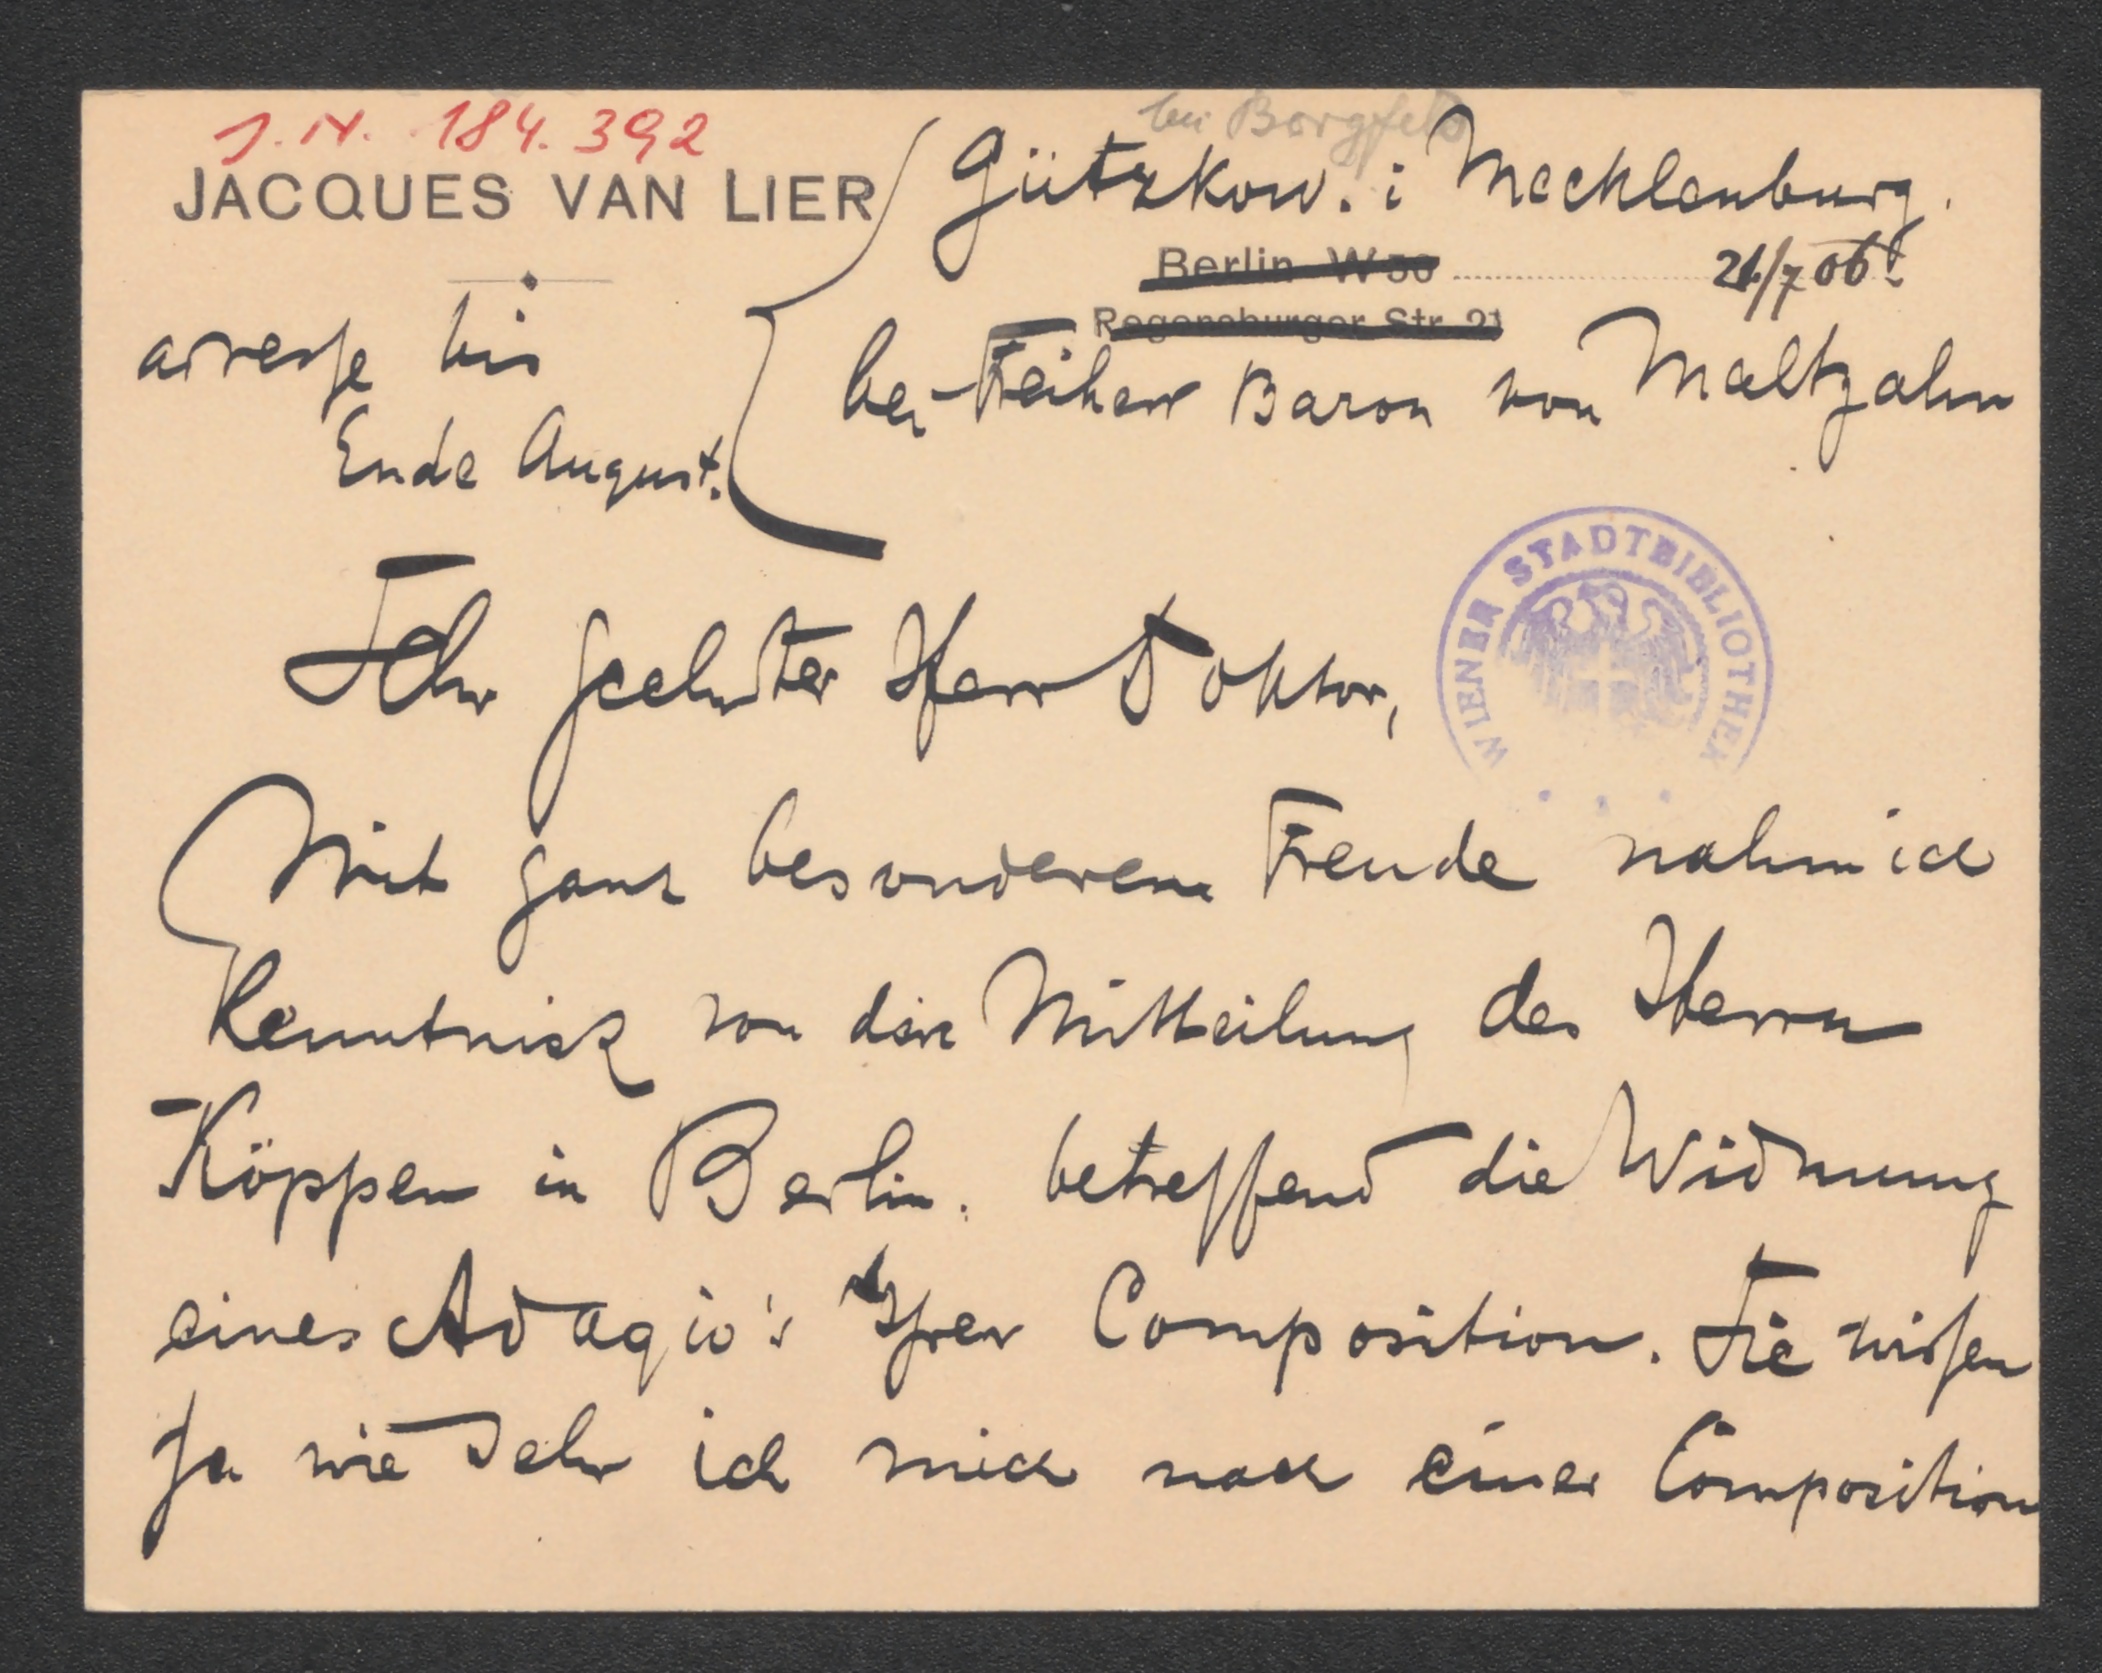 J.N. 184.392
bei Borgfeld
JACQUES VAN LIER
Gützkow. i Mecklenburg.
Berlin W 50 21/7 06.
Regensburger Str. 21
adresse bis
Ende August.
bei Freiherr Baron von Maltzahn
WIENER STADTBIBLIOTHEK
Sehr geehrter Herr Doktor,
Mit ganz besonderem Freude nahm ich
Kenntniss von der Mitteilung des Herrn
Köppen in Berlin. betreffend die Widmung
eines Adagio's Ihrer Composition. Sie wissen
ja wie sehr ich mich nach einer Composition